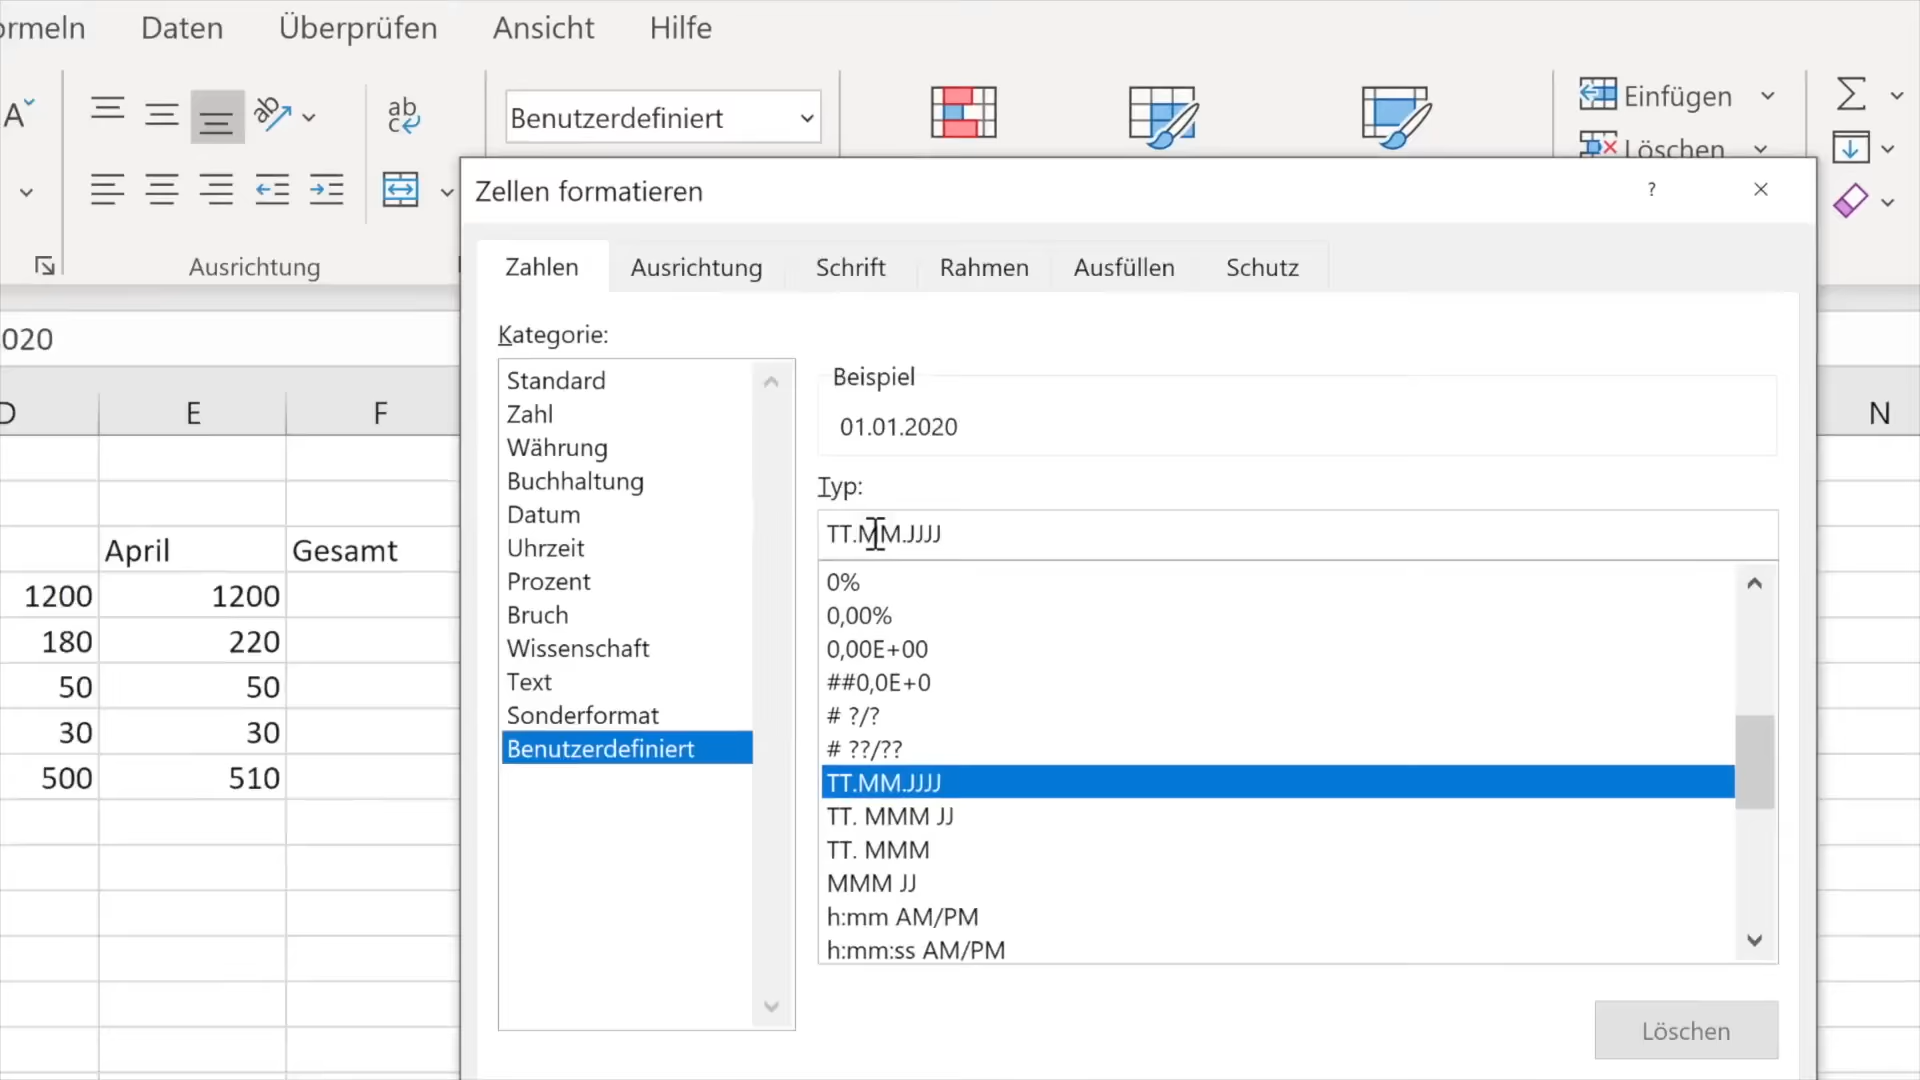 ormeln Daten Überprüfen Ansicht Hilfe
A ab Benutzerdefiniert Einfügen
ab c Löschen
Ausrichtung
Zellen formatieren ?
Zahlen Ausrichtung Schrift Rahmen Ausfüllen Schutz
020
D E F N
Kategorie:
Standard
Zahl
Währung
Buchhaltung
Datum
Uhrzeit
Prozent
Bruch
Wissenschaft
Text
Sonderformat
Benutzerdefiniert
Beispiel
01.01.2020
Typ:
TT.MM.JJJJ
0%
0,00%
0,00E+00
##0,0E+0
# ?/?
# ??/??
TT.MM.JJJJ
TT. MMM JJ
TT. MMM
MMM JJ
h:mm AM/PM
h:mm:ss AM/PM
Löschen
April Gesamt
1200 1200
180 220
50 50
30 30
500 510